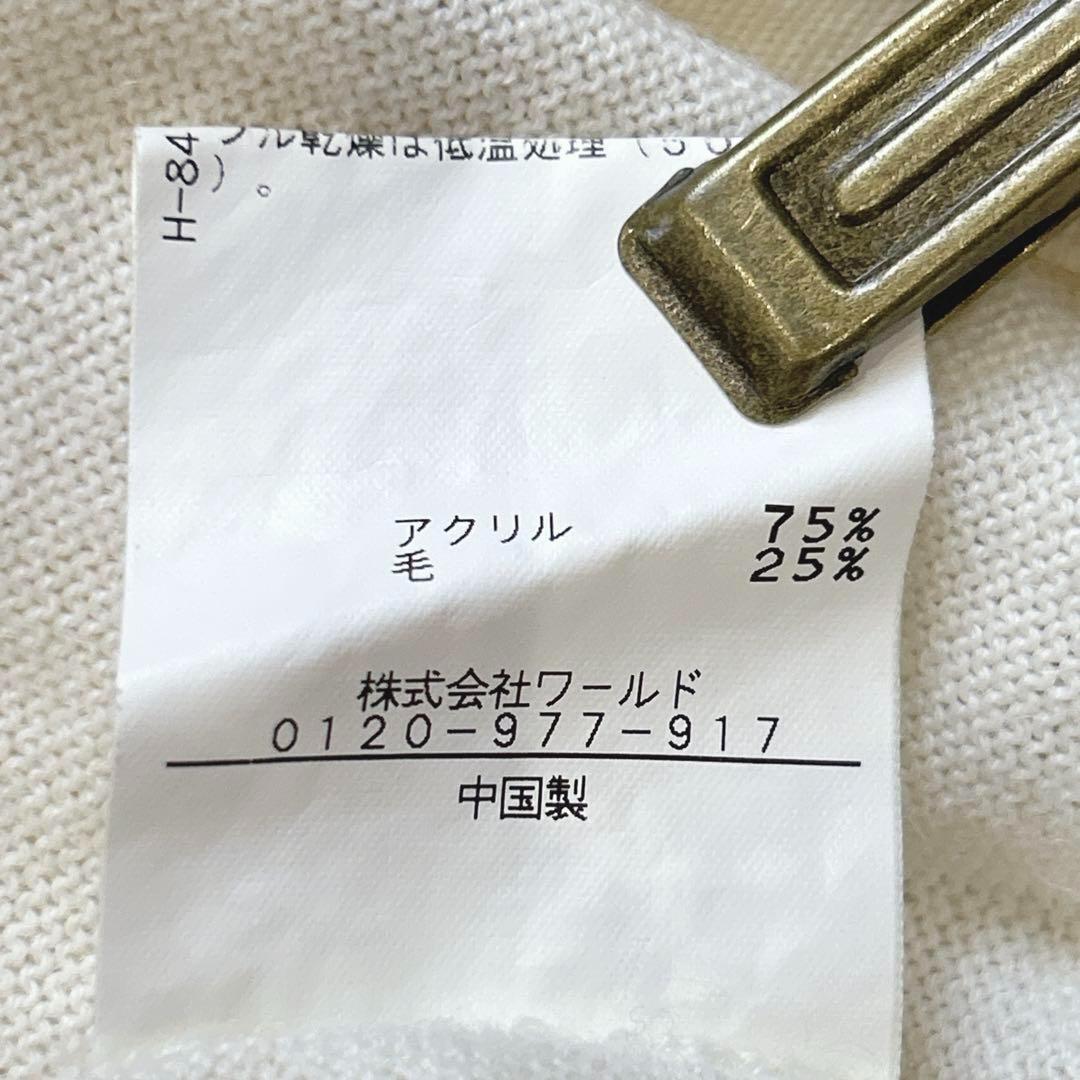 ブル乾燥は低温処理（５０
）。
H-84
アクリル 75%
毛 25%
株式会社ワールド
０１２０－９７７－９１７
中国製